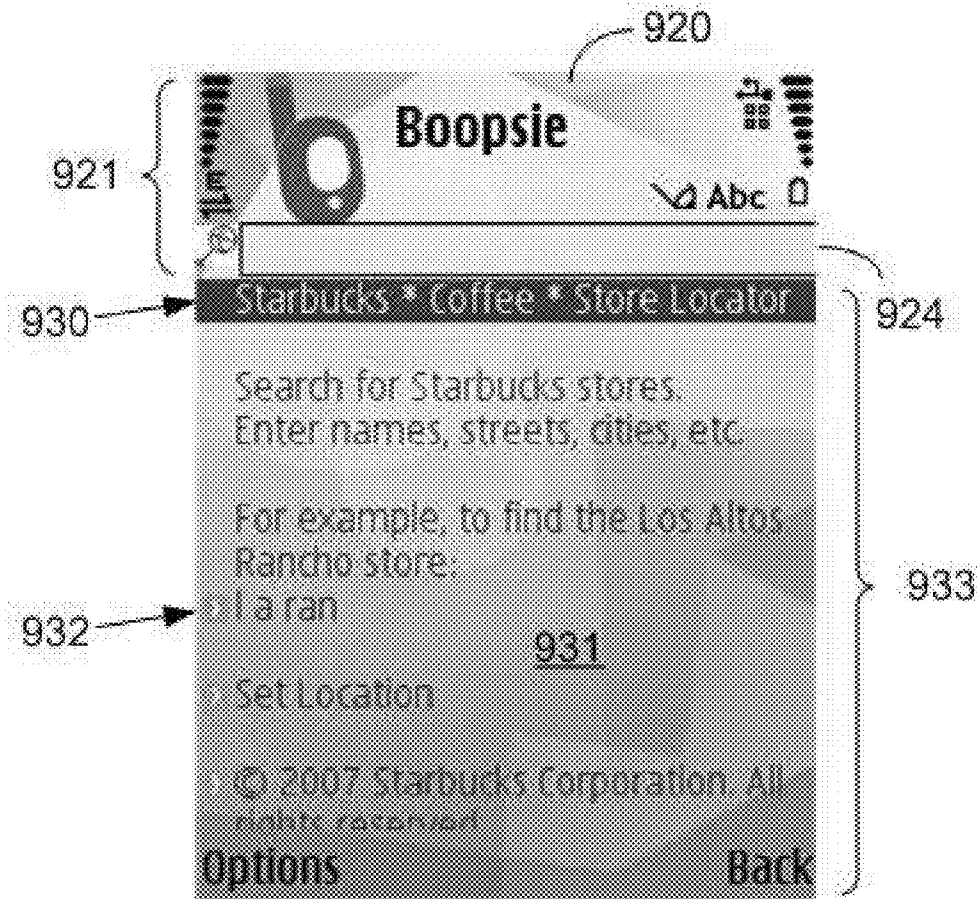 920
Boopsie
921
Abc
924
930
Starbucks * Coffee * Store Locator
Search for Starbucks stores.
Enter names, streets, cities, etc.
For example, to find the Los Altos
Rancho store:
l a ran
932
931
933
Set Location
© 2007 Starbucks Corporation. All
rights reserved
Options
Back